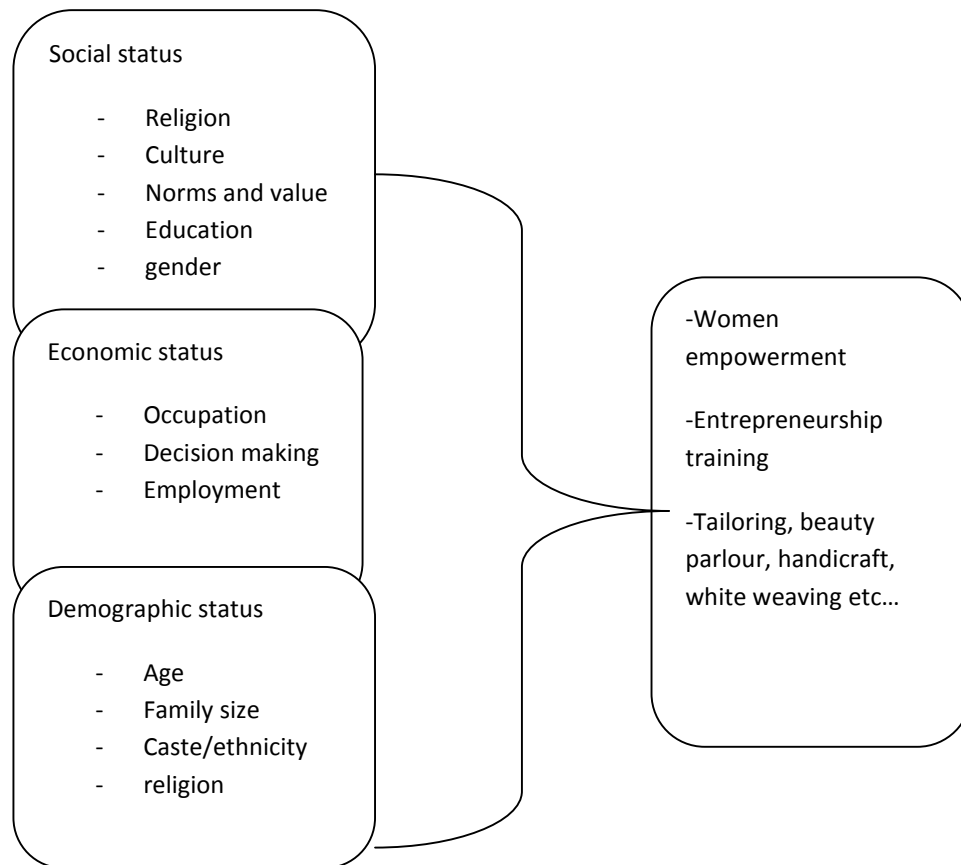 Social status
- Religion
- Culture
- Norms and value
- Education
- gender
Economic status
- Occupation
- Decision making
- Employment
Demographic status
- Age
- Family size
- Caste/ethnicity
- religion
-Women
empowerment
-Entrepreneurship
training
-Tailoring, beauty
parlour, handicraft,
white weaving etc…